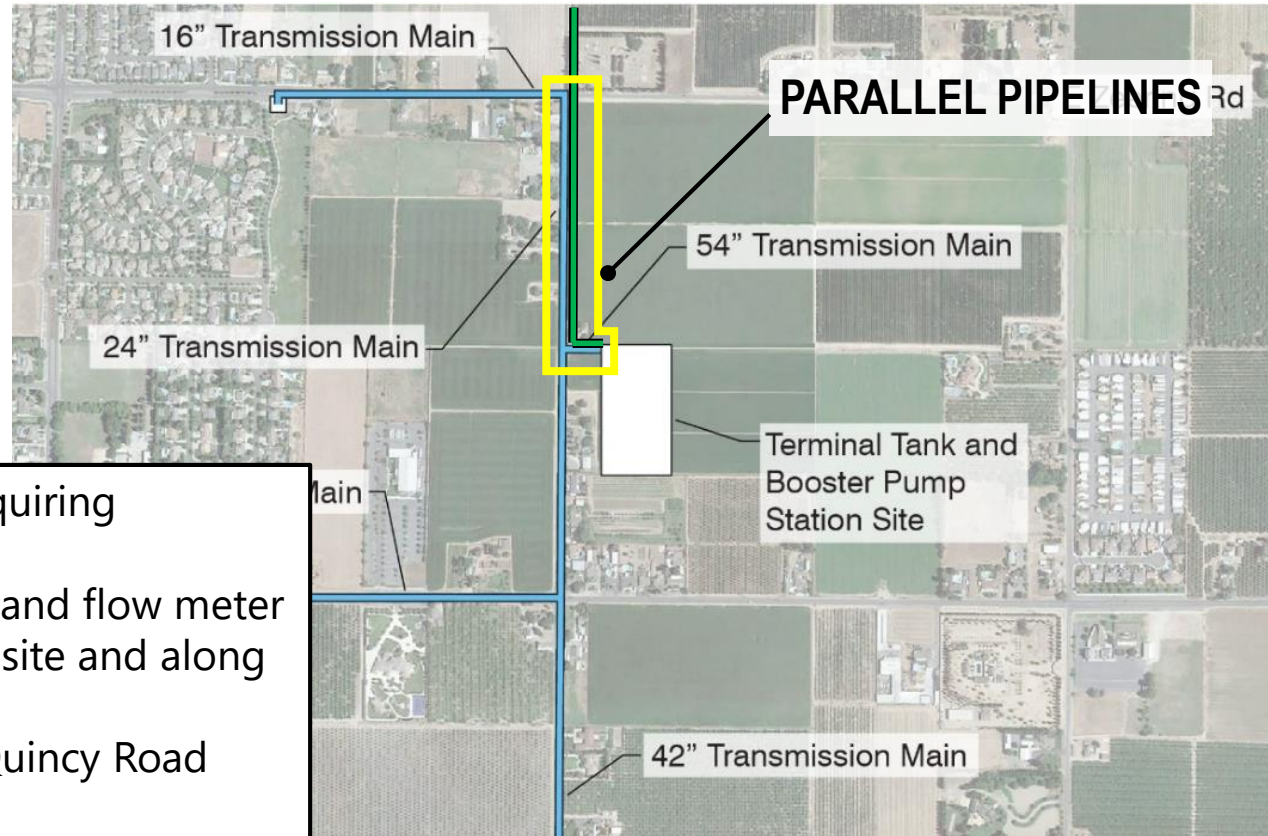 16” Transmission Main
PARALLEL PIPELINES
Rd
54” Transmission Main
24” Transmission Main
Terminal Tank and
Booster Pump
Station Site
Main
quiring
and flow meter
site and along
Quincy Road
42” Transmission Main